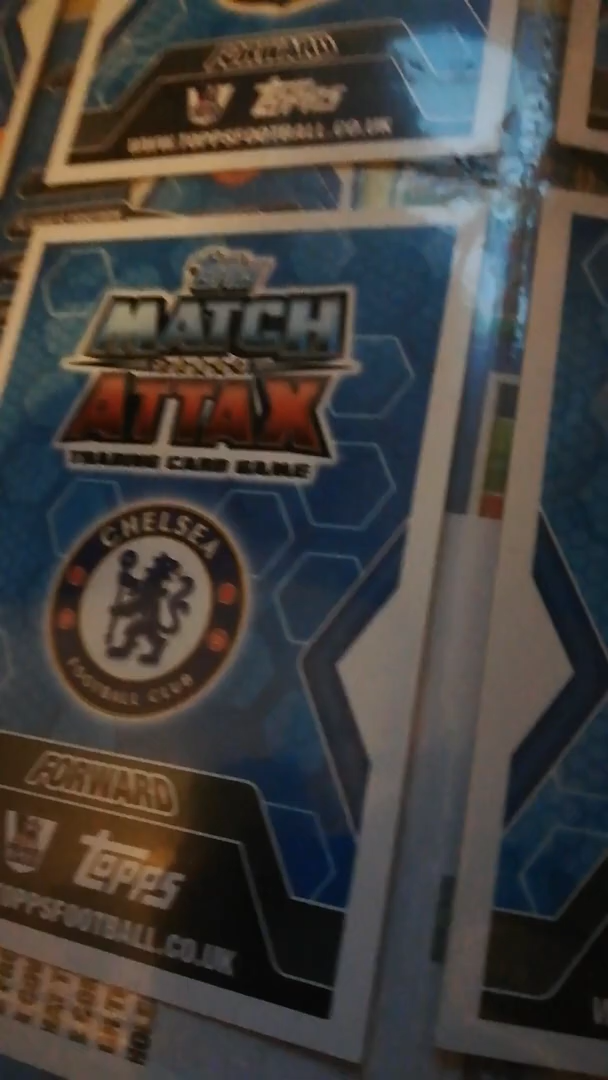 FORWARD
Topps
WWW.TOPPSFOOTBALL.CO.UK
Topps
MATCH
ATTAX
TRADING CARD GAME
CHELSEA
FOOTBALL CLUB
FORWARD
Topps
TOPPSFOOTBALL.CO.UK